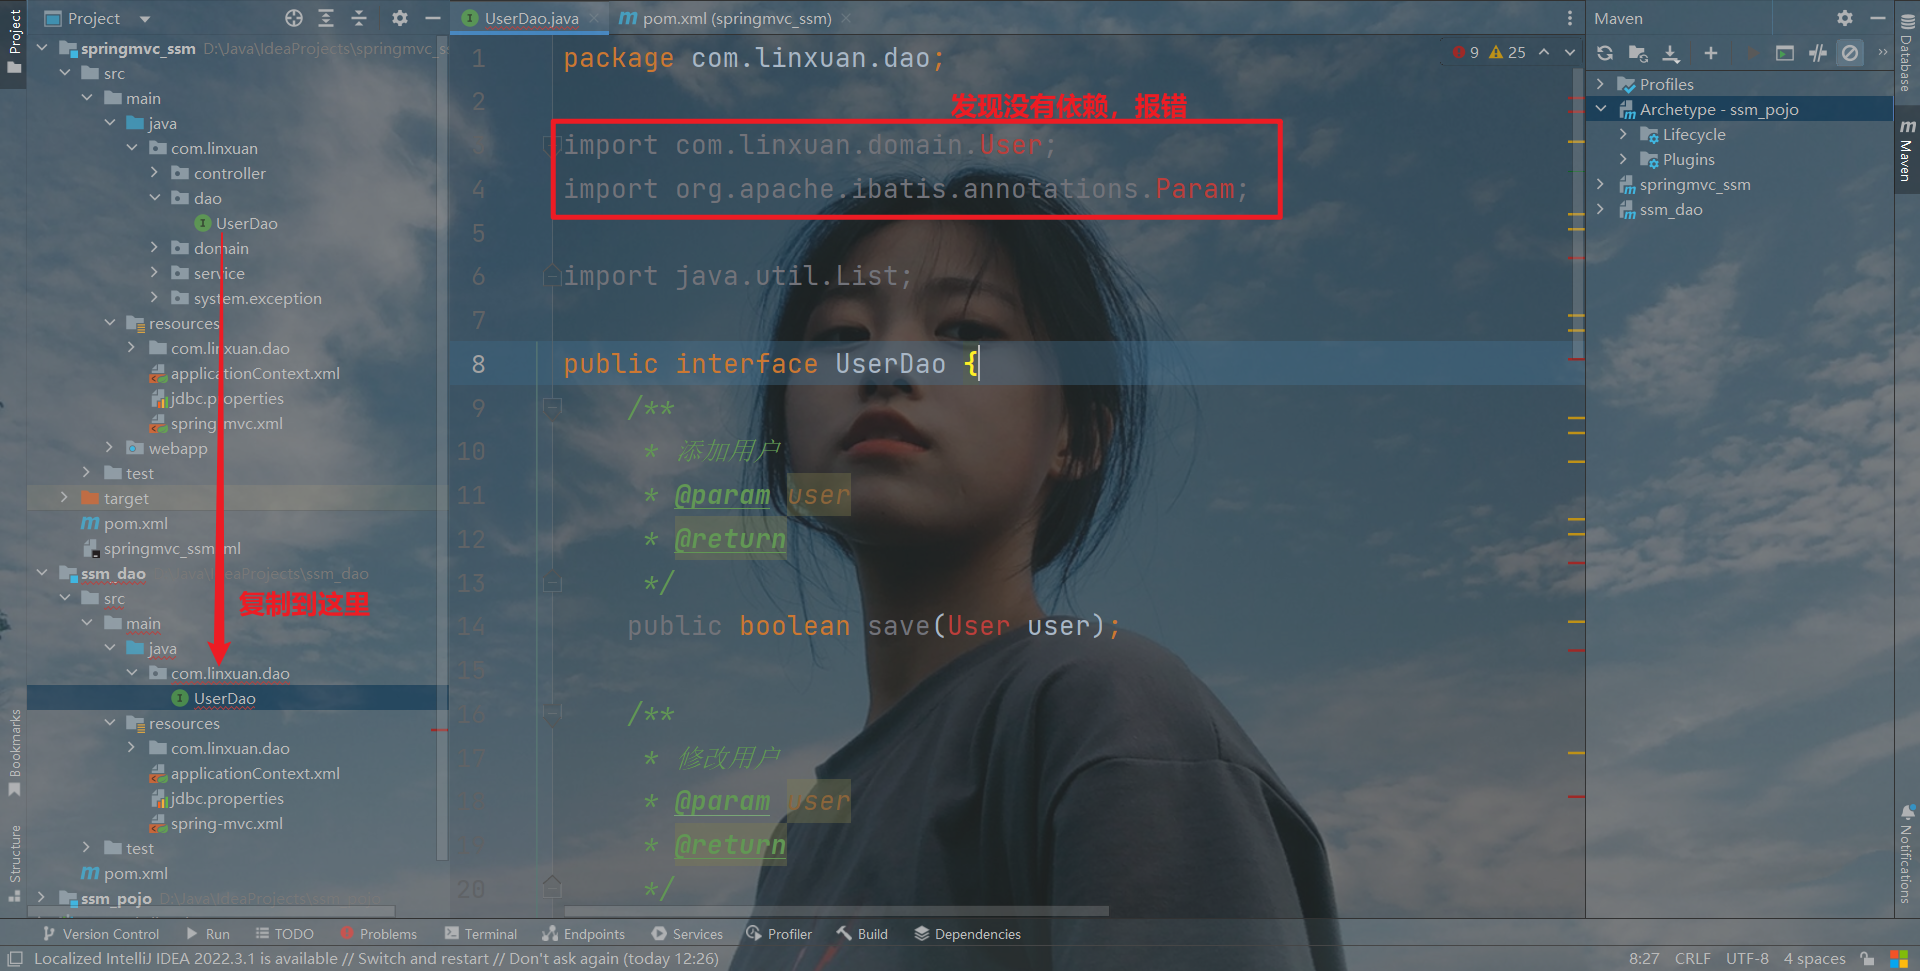 Project
UserDao.java
pom.xml (springmvc_ssm)
Maven
springmvc_ssm D:\Java\IdeaProjects\springmvc_s
src
main
java
com.linxuan
controller
dao
UserDao
domain
service
system.exception
resources
com.linxuan.dao
applicationContext.xml
jdbc.properties
spring-mvc.xml
webapp
test
target
pom.xml
ssm_dao
src
main
java
com.linxuan.dao
UserDao
resources
com.linxuan.dao
applicationContext.xml
jdbc.properties
spring-mvc.xml
test
pom.xml
ssm_pojo D:\Java\IdeaProjects\ssm_pojo
复制到这里
Project
Bookmarks
Structure
9 25
发现没有依赖，报错
1 package com.linxuan.dao;
2
import com.linxuan.domain.User;
4 import org.apache.ibatis.annotations.Param;
5
6 import java.util.List;
7
8 public interface UserDao {
9 /**
10 * 添加用户
11 * @param user
12 * @return
13 */
14 public boolean save(User user);
15
16 /**
17 * 修改用户
* @param user
* @return
20 */
Profiles
Archetype - ssm_pojo
Lifecycle
Plugins
springmvc_ssm
ssm_dao
Database
Maven
Notifications
Version Control
Run
TODO
Problems
Terminal
Endpoints
Services
Profiler
Build
Dependencies
Localized IntelliJ IDEA 2022.3.1 is available // Switch and restart // Don't ask again (today 12:26)
8:27 CRLF UTF-8 4 spaces